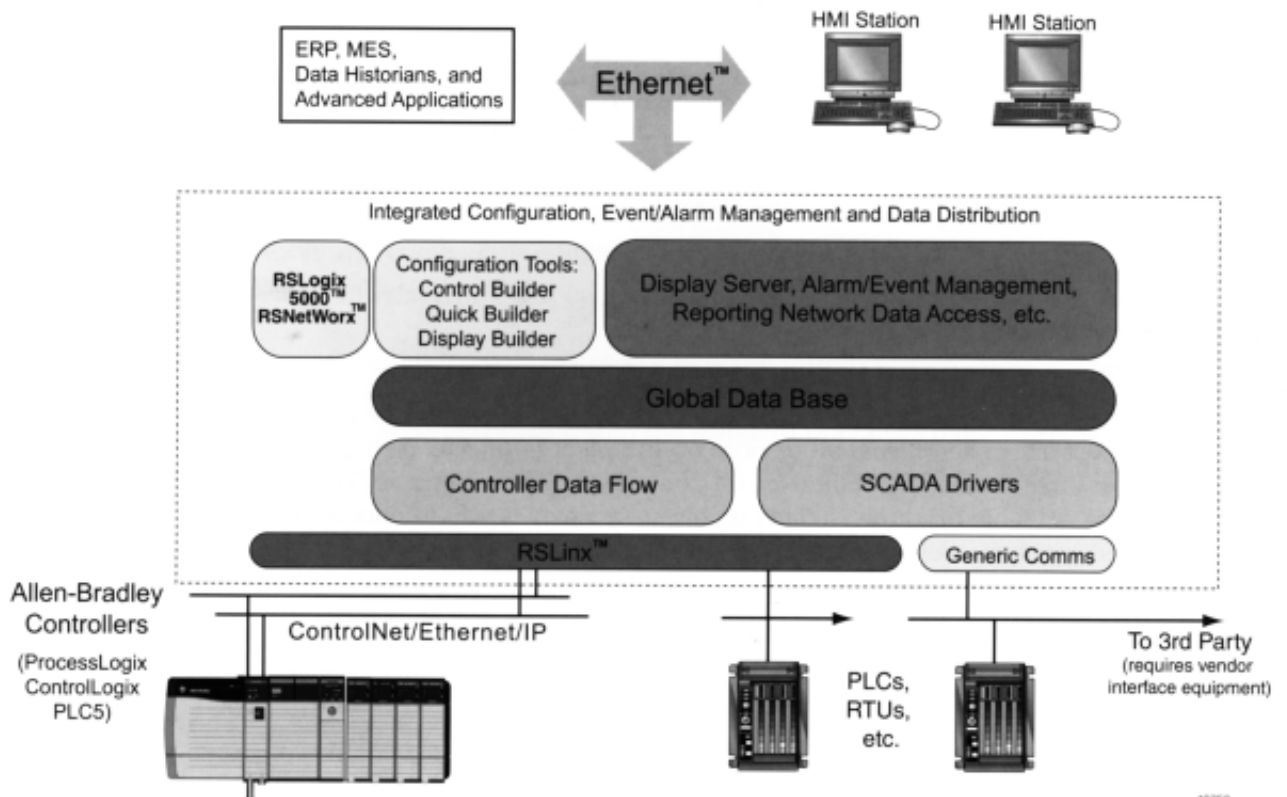 HMI Station
HMI Station
ERP, MES,
Data Historians, and
Advanced Applications
Ethernet™
Integrated Configuration, Event/Alarm Management and Data Distribution
RSLogix
5000™
RSNetWorx™
Configuration Tools:
Control Builder
Quick Builder
Display Builder
Display Server, Alarm/Event Management,
Reporting Network Data Access, etc.
Global Data Base
Controller Data Flow
SCADA Drivers
RSLinx™
Generic Comms
Allen-Bradley
Controllers
(ProcessLogix
ControlLogix
PLC5)
ControlNet/Ethernet/IP
PLCs,
RTUs,
etc.
To 3rd Party
(requires vendor
interface equipment)